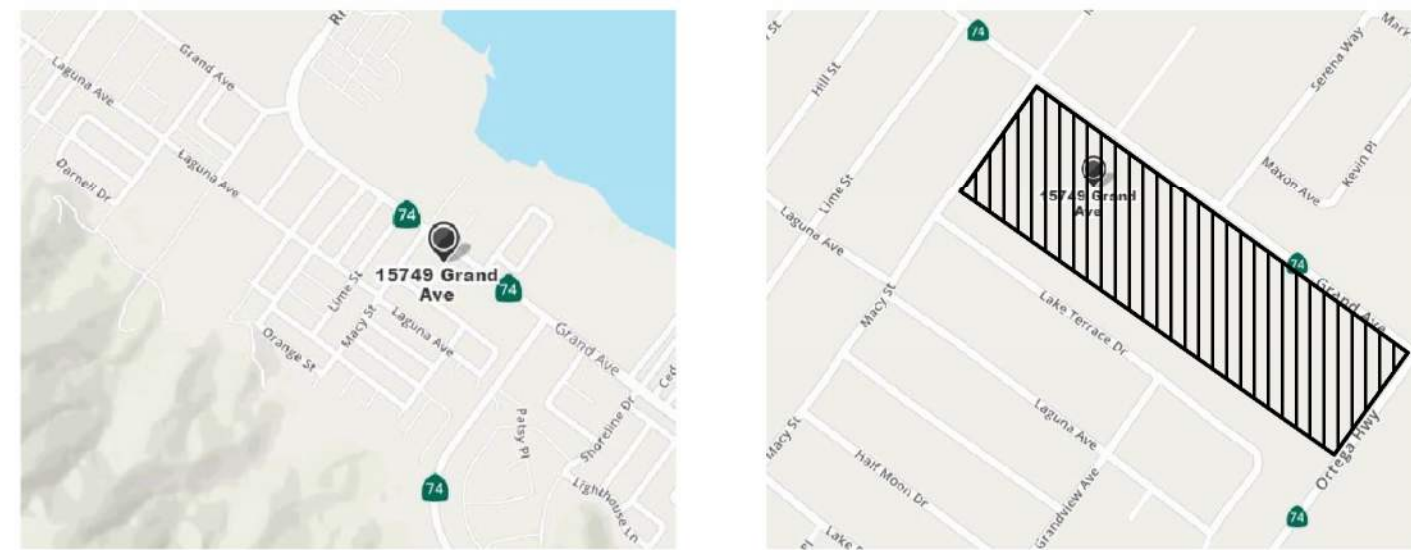 Grand Ave
Laguna Ave
Darnell Dr
Laguna Ave
74
15749 Grand
Ave
74
Lime St
Macy St
Laguna Ave
Orange St
Grand Ave
Patsy Pl
Shoreline Dr
Lighthouse Ln
74
74
Hill St
Serena Way
Lime St
15749 Grand
Ave
Maxon Ave
Kevin Pl
Laguna Ave
74
Grand Ave
Macy St
Lake Terrace Dr
Laguna Ave
Macy St
Half Moon Dr
Grandview Ave
Ortega Hwy
74